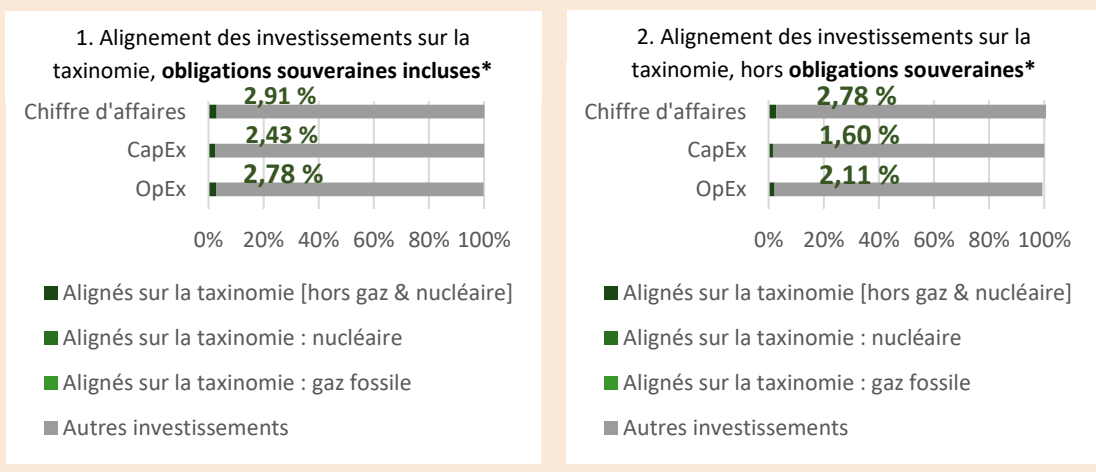 1. Alignement des investissements sur la
taxinomie, obligations souveraines incluses*
2,91 %
Chiffre d'affaires
2,43 %
CapEx
2,78 %
OpEx
0% 20% 40% 60% 80% 100%
Alignés sur la taxinomie [hors gaz & nucléaire]
Alignés sur la taxinomie : nucléaire
Alignés sur la taxinomie : gaz fossile
Autres investissements
2. Alignement des investissements sur la
taxinomie, hors obligations souveraines*
2,78 %
Chiffre d'affaires
1,60 %
CapEx
2,11 %
OpEx
0% 20% 40% 60% 80% 100%
Alignés sur la taxinomie [hors gaz & nucléaire]
Alignés sur la taxinomie : nucléaire
Alignés sur la taxinomie : gaz fossile
Autres investissements